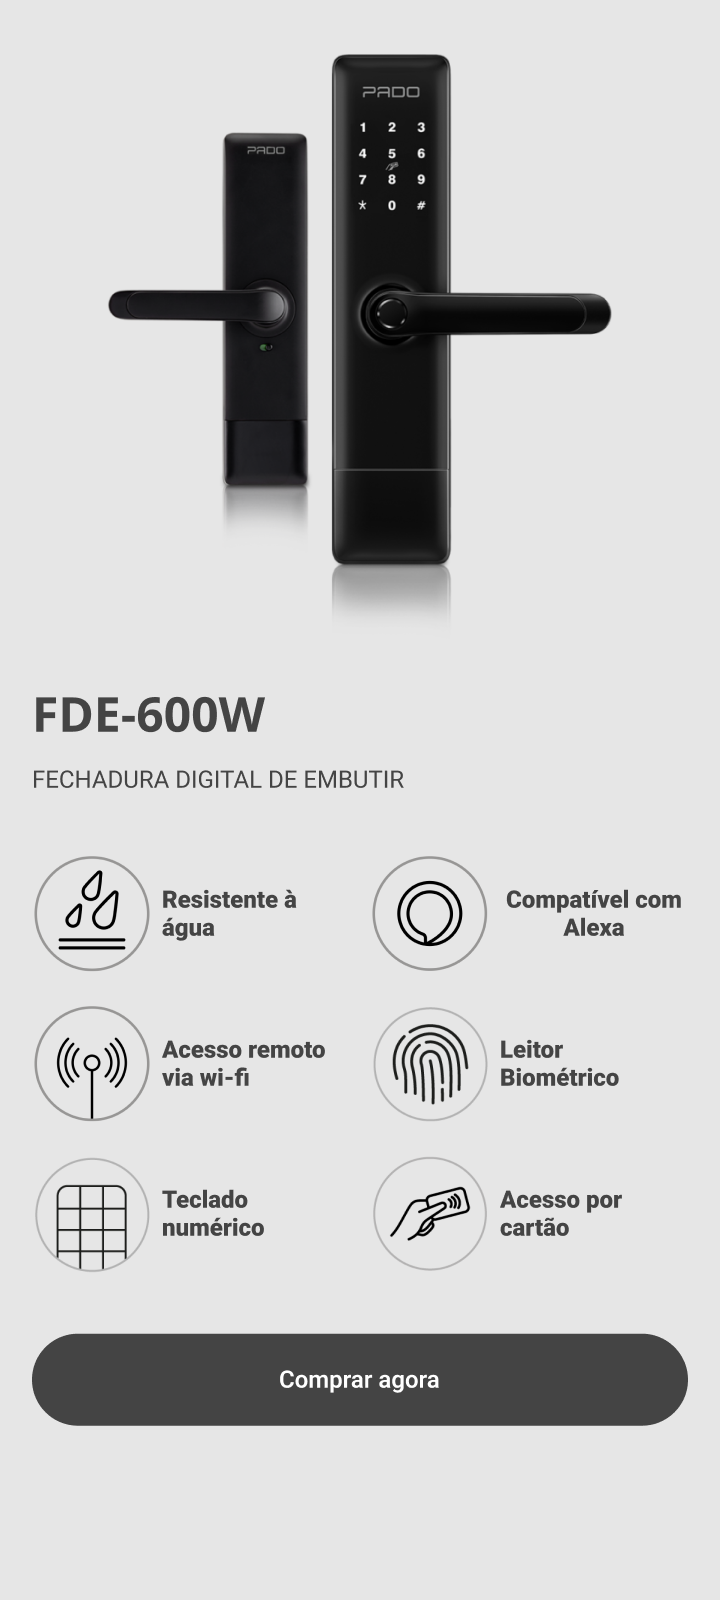 PADO
1 2 3
4 5 6
7 8 9
* 0 #
PADO
FDE-600W
FECHADURA DIGITAL DE EMBUTIR
Resistente à
água
Compatível com
Alexa
Acesso remoto
via wi-fi
Leitor
Biométrico
Teclado
numérico
Acesso por
cartão
Comprar agora